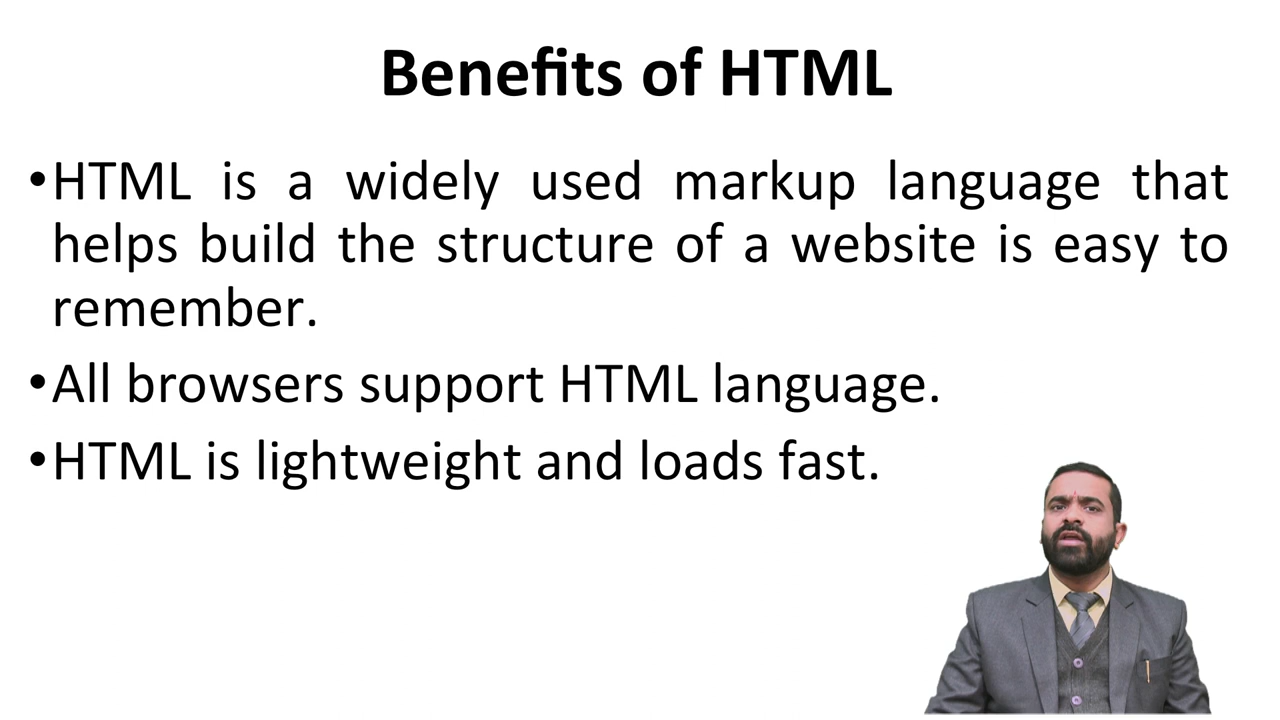 Benefits of HTML
•HTML is a widely used markup language that
helps build the structure of a website is easy to
remember.
•All browsers support HTML language.
•HTML is lightweight and loads fast.